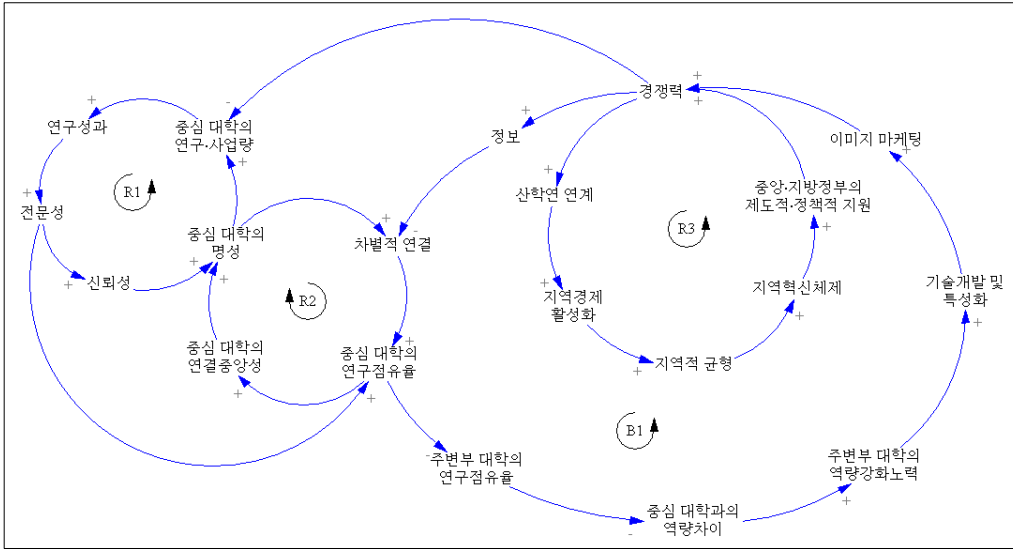 경쟁력
연구성과
중심 대학의
연구·사업량
정보
이미지 마케팅
R1
산학연 연계
중앙·지방정부의
제도적·정책적 지원
전문성
중심 대학의
명성
차별적 연결
R3
신뢰성
R2
지역경제
활성화
지역혁신체제
기술개발 및
특성화
중심 대학의
연결중앙성
중심 대학의
연구점유율
지역적 균형
B1
주변부 대학의
연구점유율
주변부 대학의
역량강화노력
중심 대학과의
역량차이